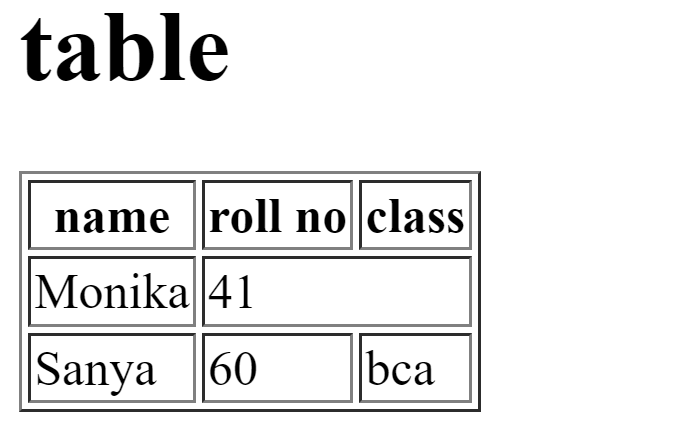 table
name roll no class
Monika 41
Sanya 60 bca